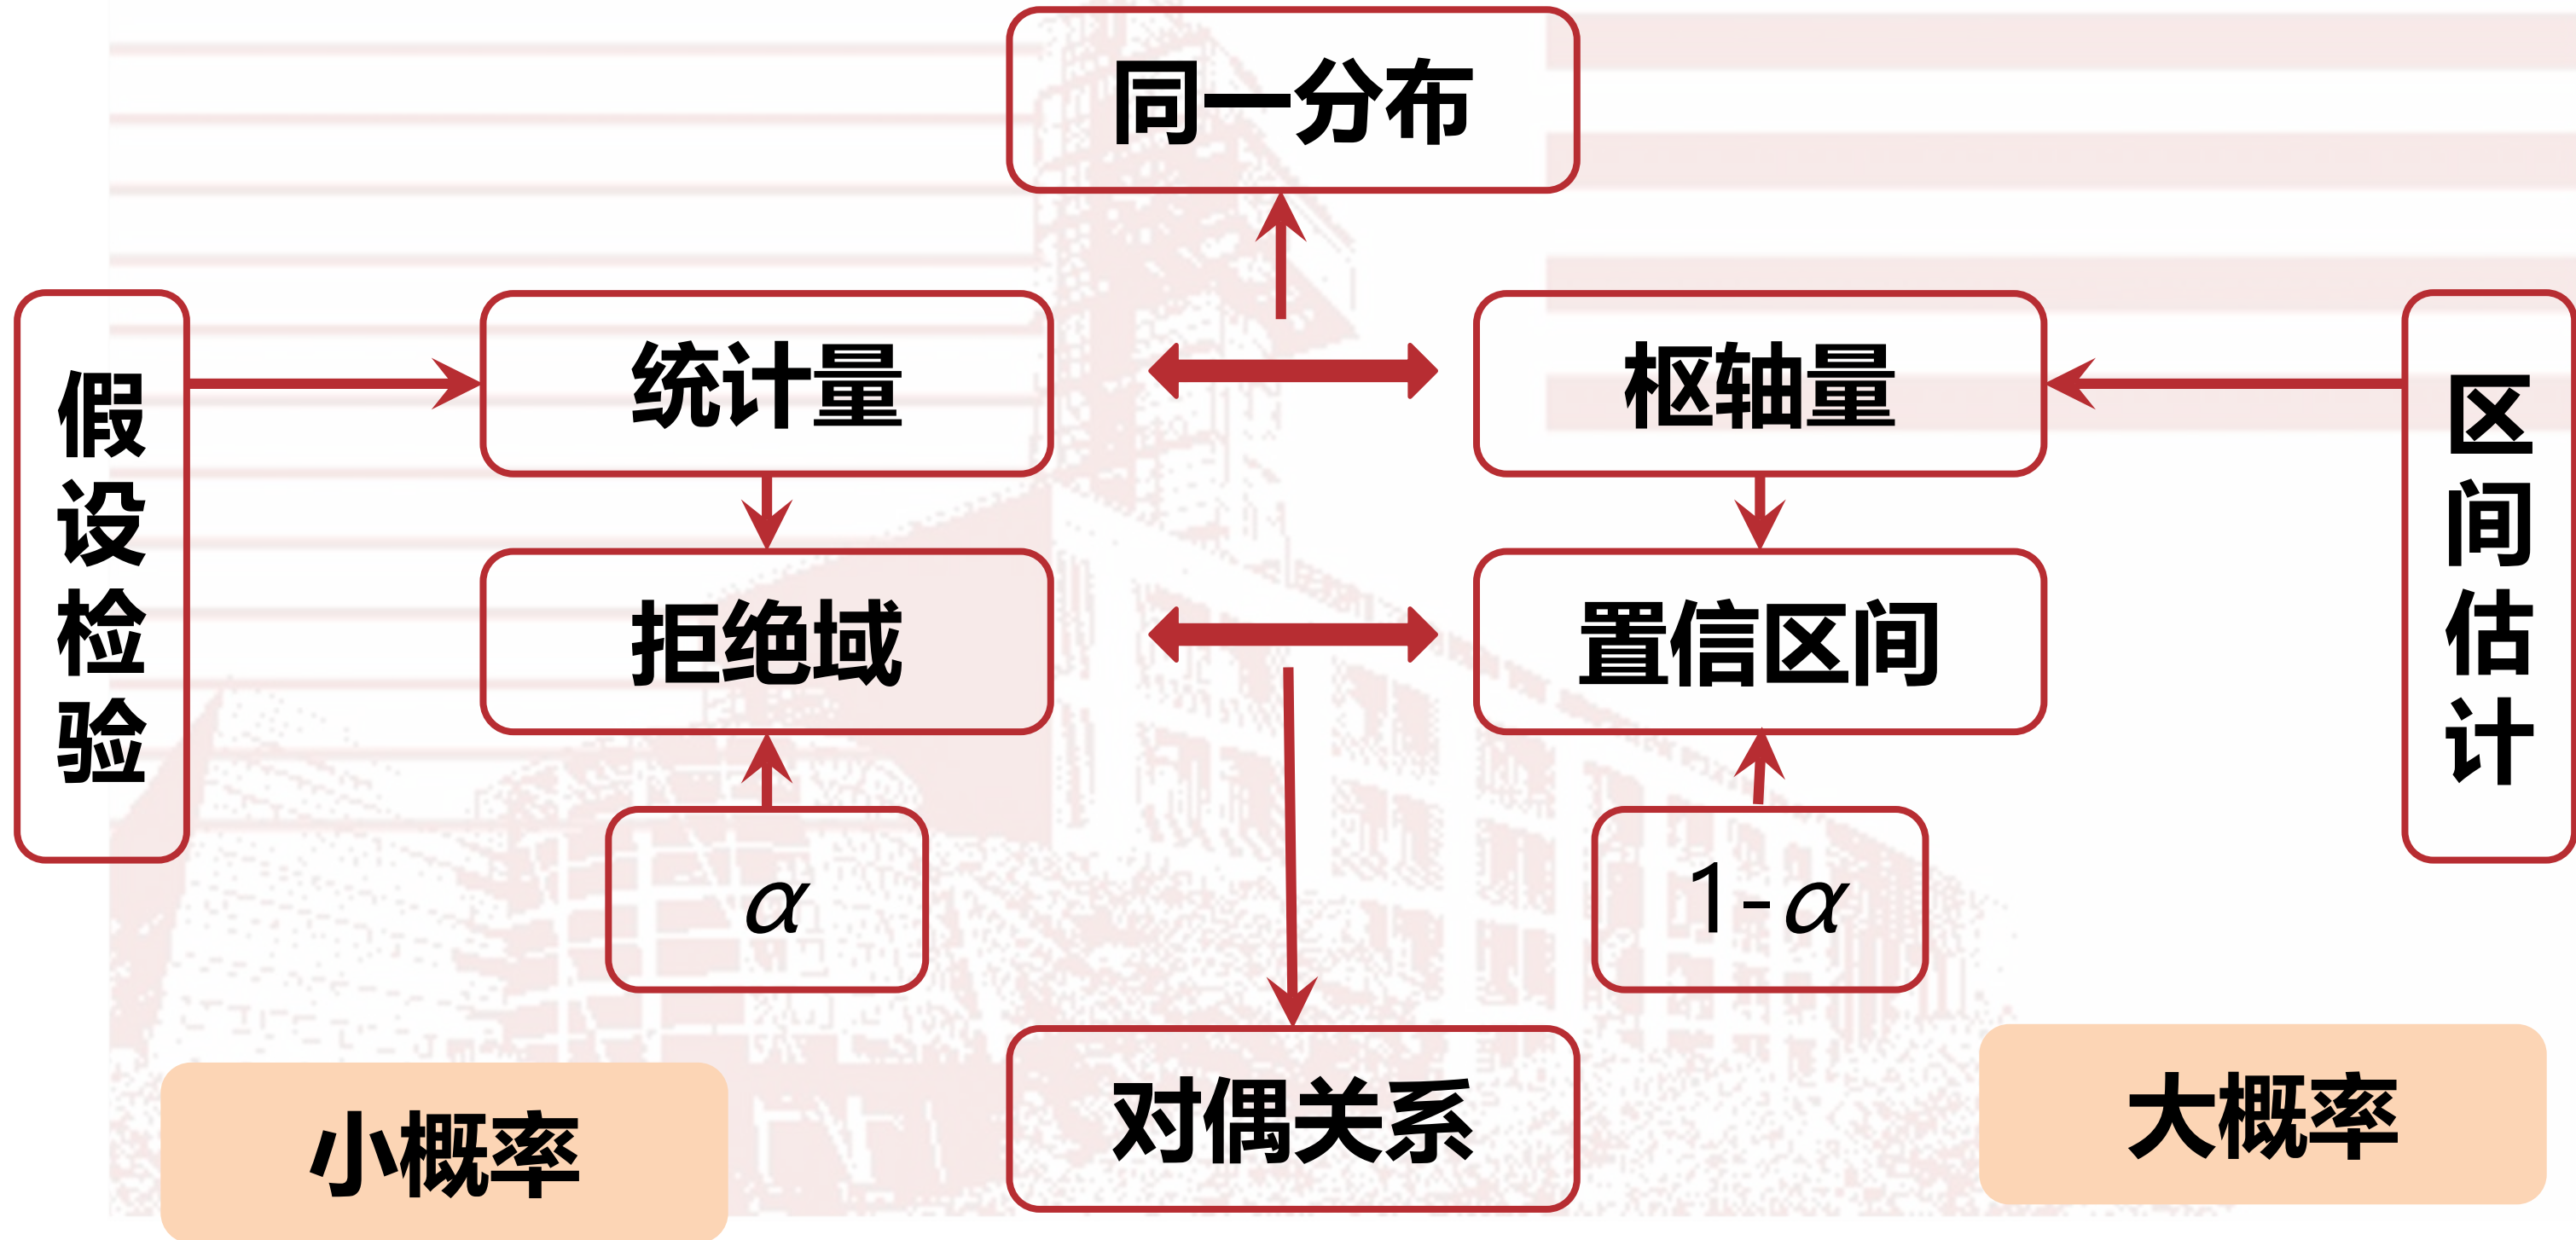 同一分布
假设检验
统计量
枢轴量
区间估计
拒绝域
置信区间
α
1-α
对偶关系
小概率
大概率